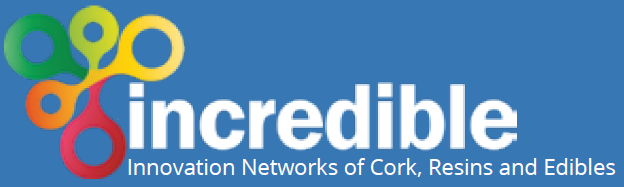 incredible
Innovation Networks of Cork, Resins and Edibles